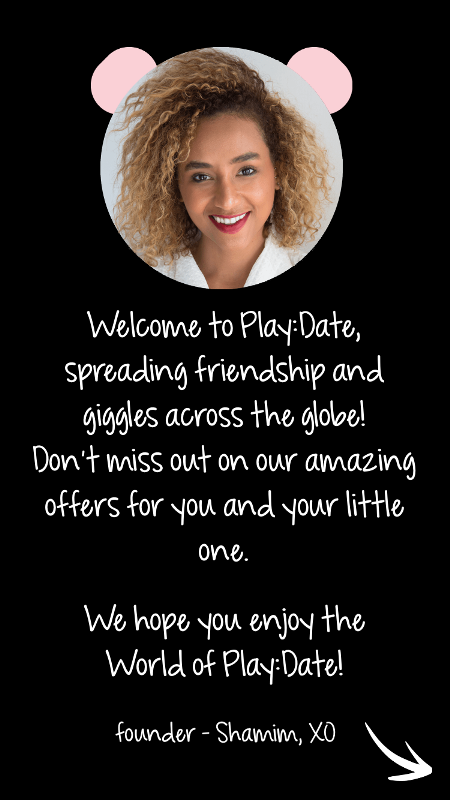 Welcome to Play:Date,
spreading friendship and
giggles across the globe!
Don't miss out on our amazing
offers for you and your little
one.
We hope you enjoy the
World of Play:Date!
founder - Shamim, XO